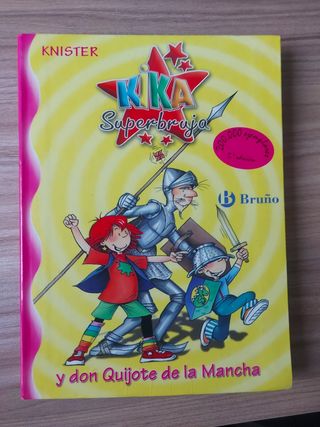 KNISTER
KIKA
Superbruja
B Bruño
y don Quijote de la Mancha